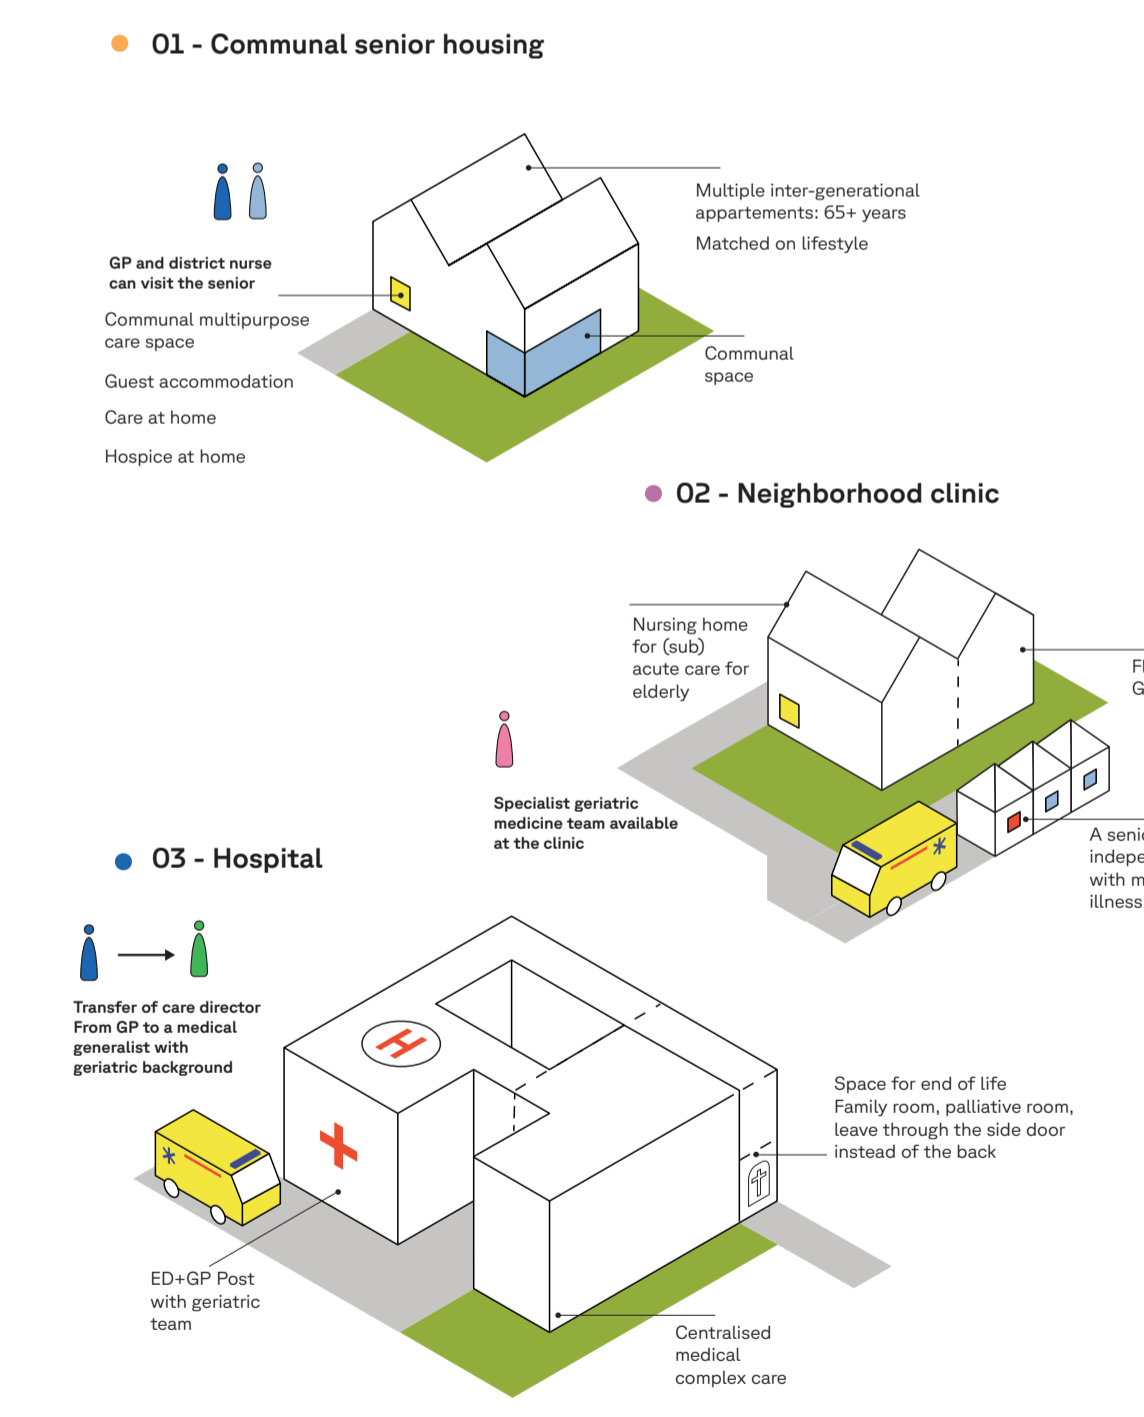 01 - Communal senior housing
Multiple inter-generational
appartements: 65+ years
Matched on lifestyle
GP and district nurse
can visit the senior
Communal multipurpose
care space
Guest accommodation
Care at home
Hospice at home
Communal
space
02 - Neighborhood clinic
Nursing home
for (sub)
acute care for
elderly
Specialist geriatric
medicine team available
at the clinic
A
with
illness
03 - Hospital
Transfer of care director
From GP to a medical
generalist with
geriatric background
H
Space for end of life
Family room, palliative room,
leave through the side door
instead of the back
ED+GP Post
with geriatric
team
Centralised
medical
complex care